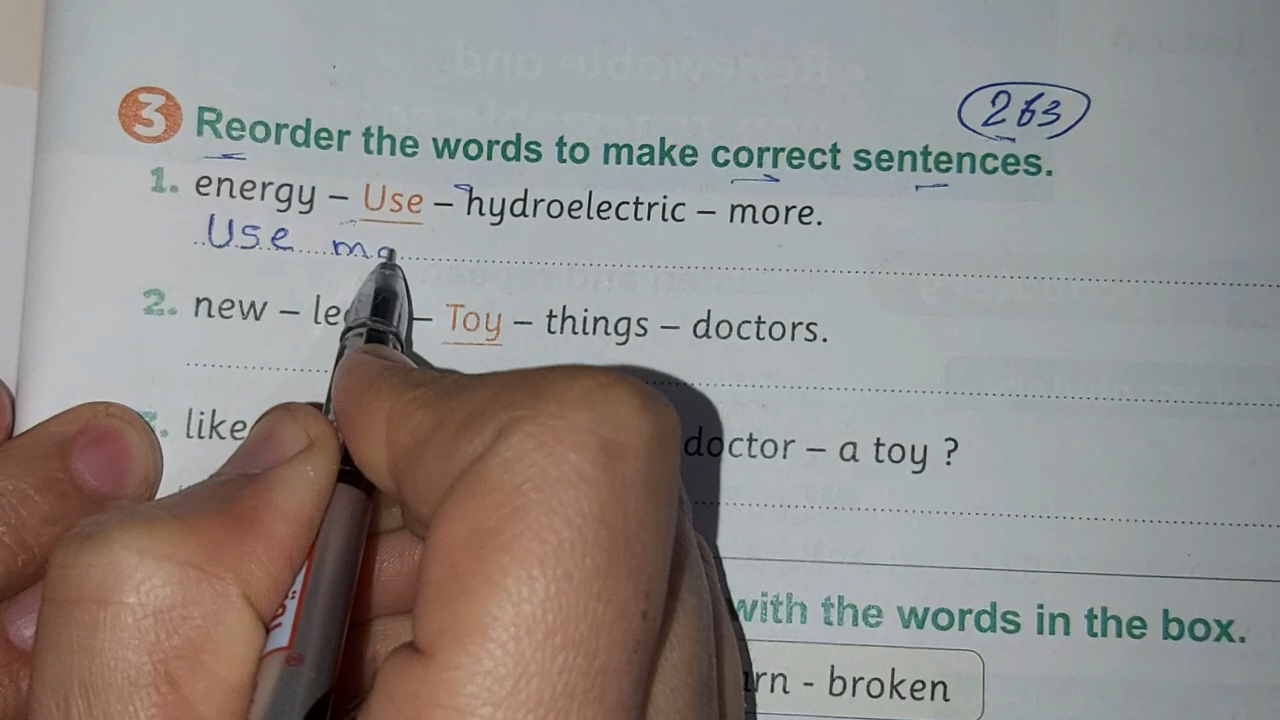 263
3 Reorder the words to make correct sentences.
1. energy – Use – hydroelectric – more.
Use mo
2. new – – Toy – things – doctors.
like doctor – a toy ?
with the words in the box.
- broken